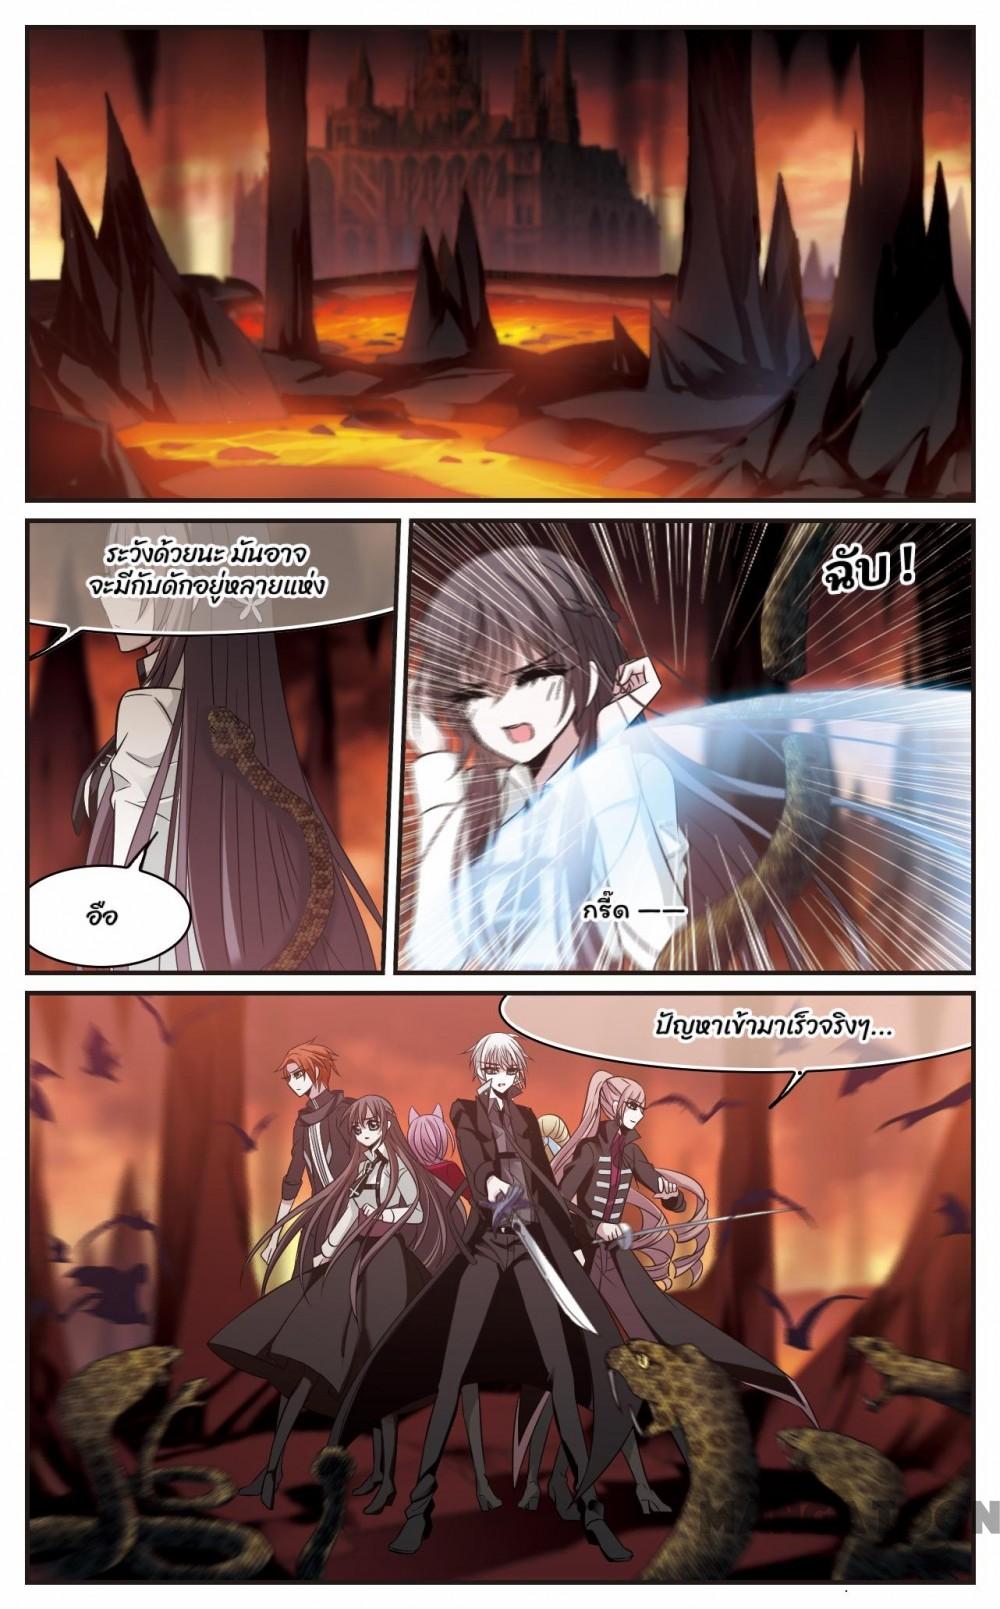 ระวังด้วยนะ มันอาจ
จะมีกับดักอยู่หลายแห่ง
อือ
ฉับ !
กรี๊ด ——
ปัญหาเข้ามาเร็วจริงๆ...
MANGATOON